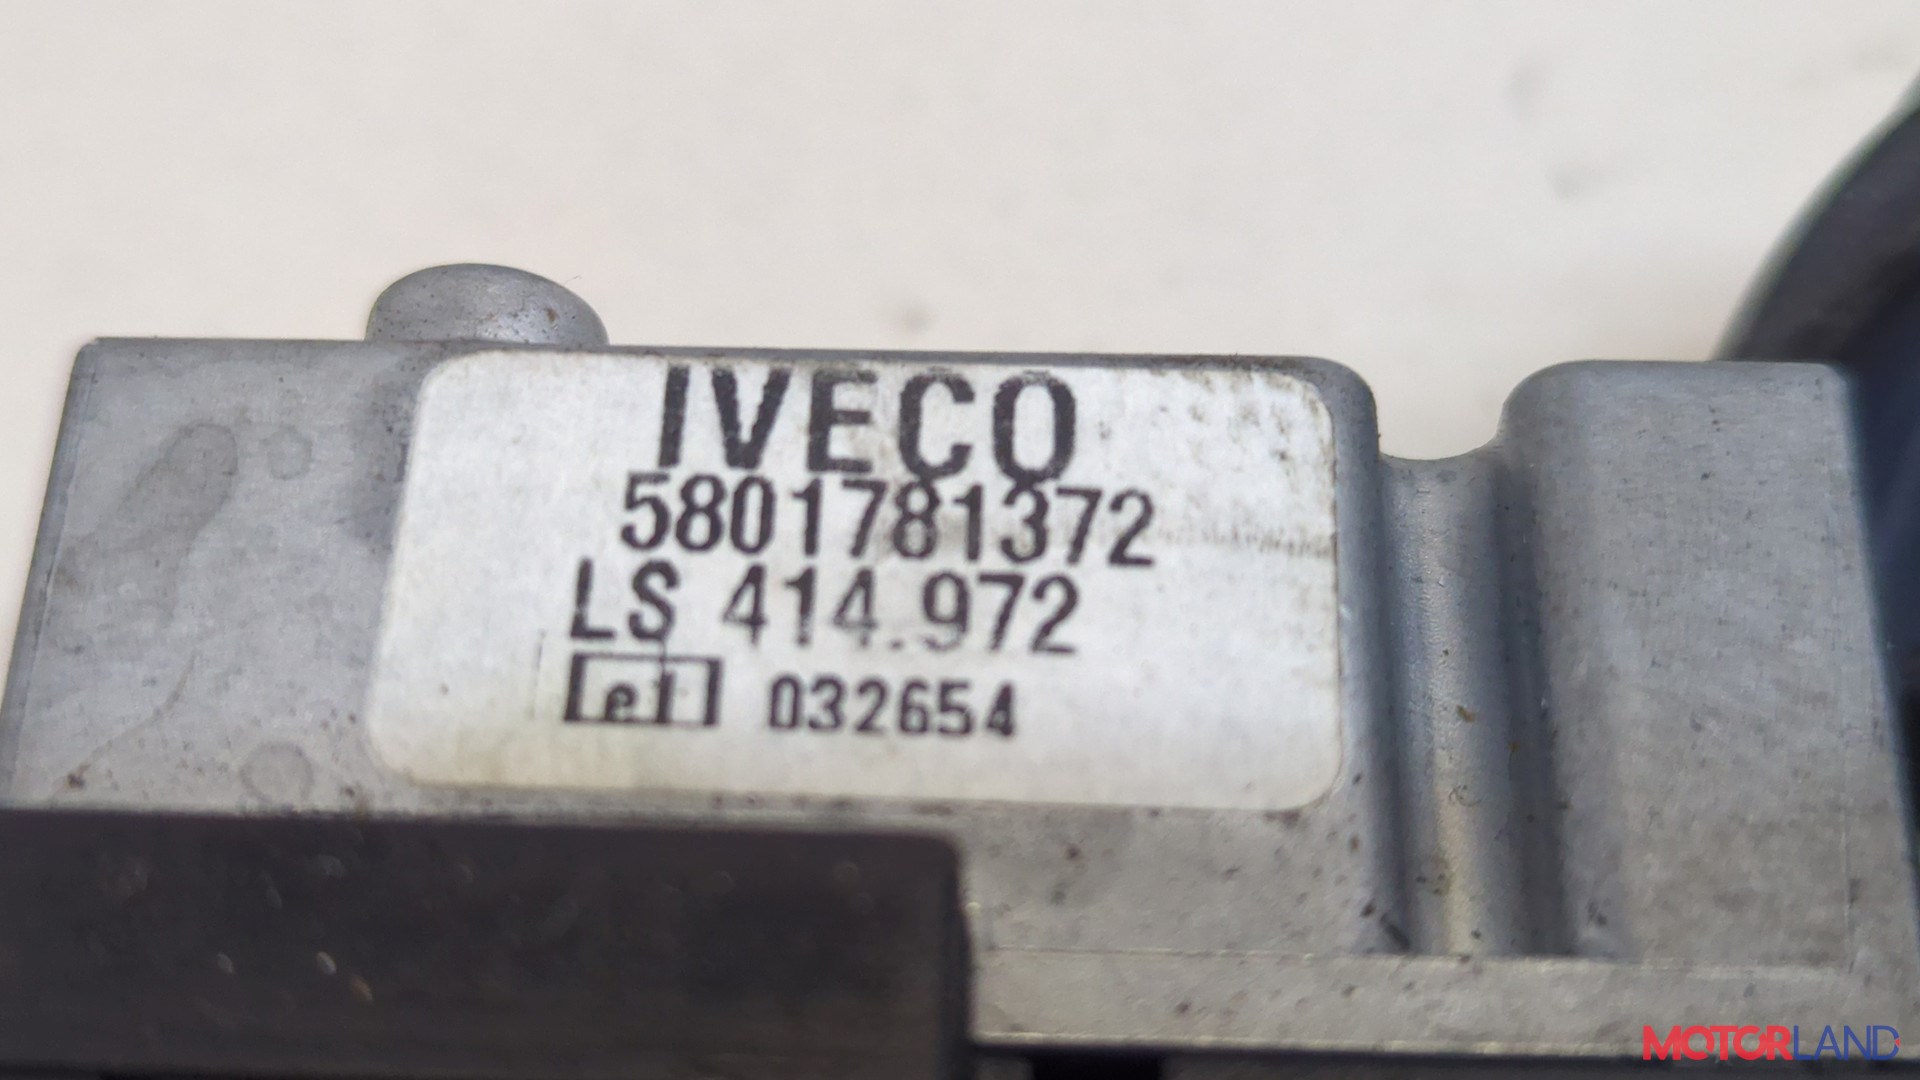 IVECO
5801781372
LS 414.972
e1 032654
MOTORLAND